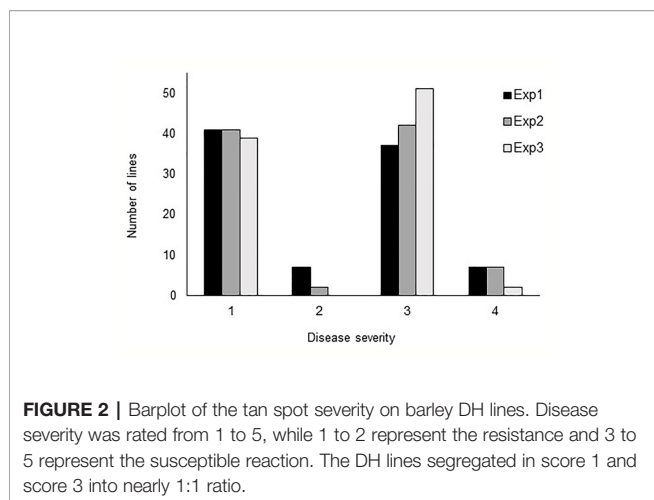 50
40
30
20
10
0
Number of lines
Exp1
Exp2
Exp3
1 2 3 4
Disease severity
FIGURE 2 | Barplot of the tan spot severity on barley DH lines. Disease
severity was rated from 1 to 5, while 1 to 2 represent the resistance and 3 to
5 represent the susceptible reaction. The DH lines segregated in score 1 and
score 3 into nearly 1:1 ratio.